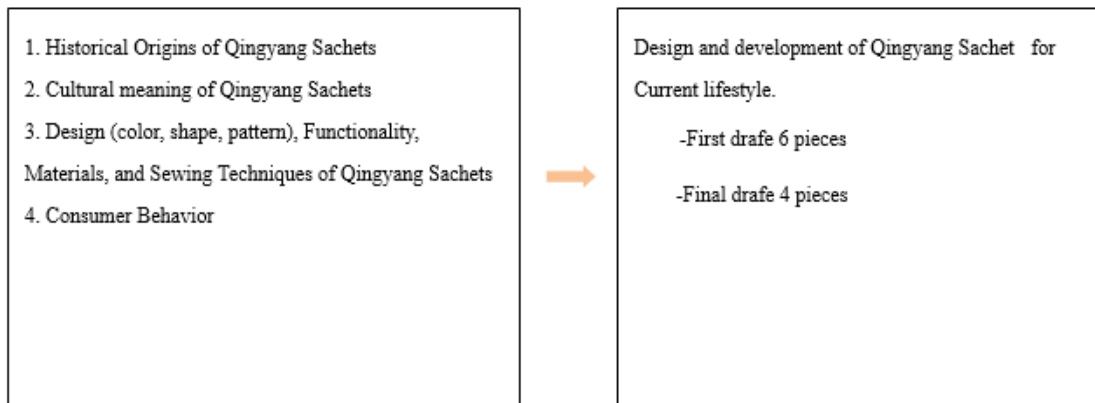 1. Historical Origins of Qingyang Sachets
2. Cultural meaning of Qingyang Sachets
3. Design (color, shape, pattern), Functionality,
Materials, and Sewing Techniques of Qingyang Sachets
4. Consumer Behavior
Design and development of Qingyang Sachet for
Current lifestyle.
-First drafe 6 pieces
-Final drafe 4 pieces